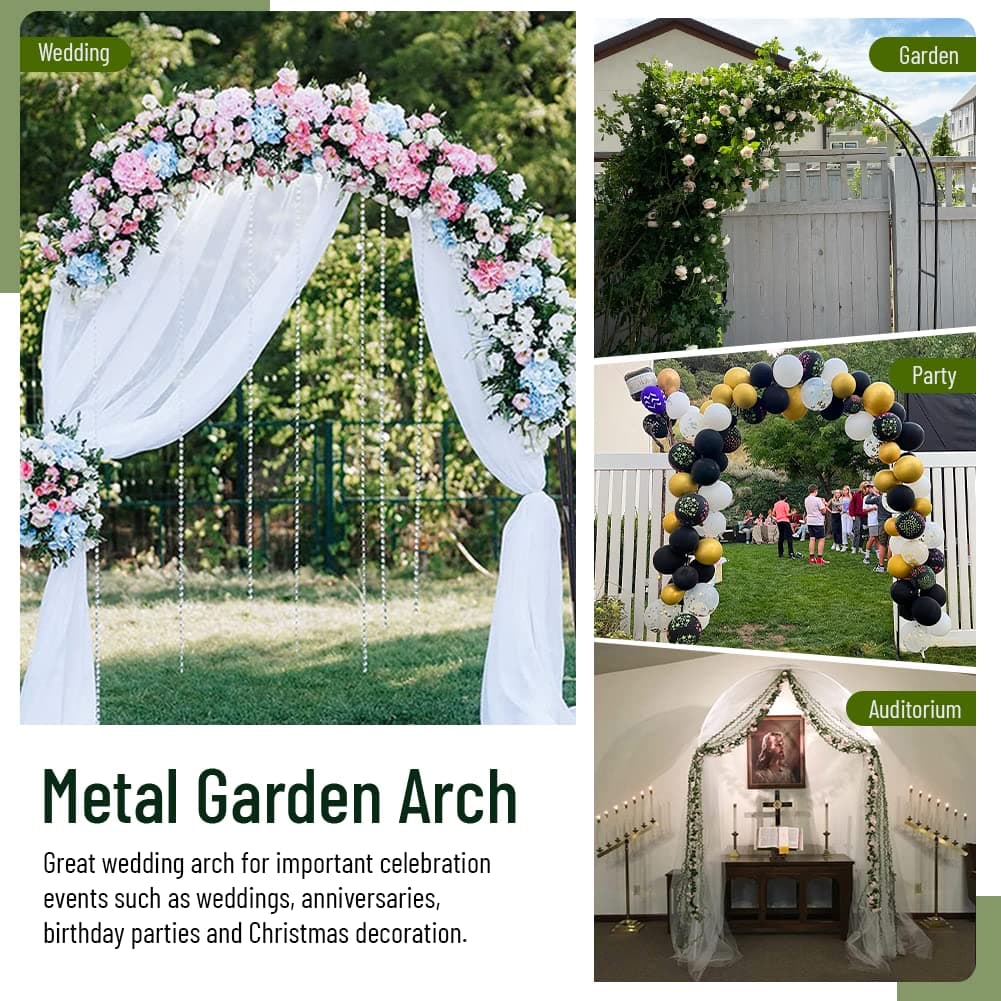 Wedding
Garden
Party
Auditorium
Metal Garden Arch
Great wedding arch for important celebration
events such as weddings, anniversaries,
birthday parties and Christmas decoration.